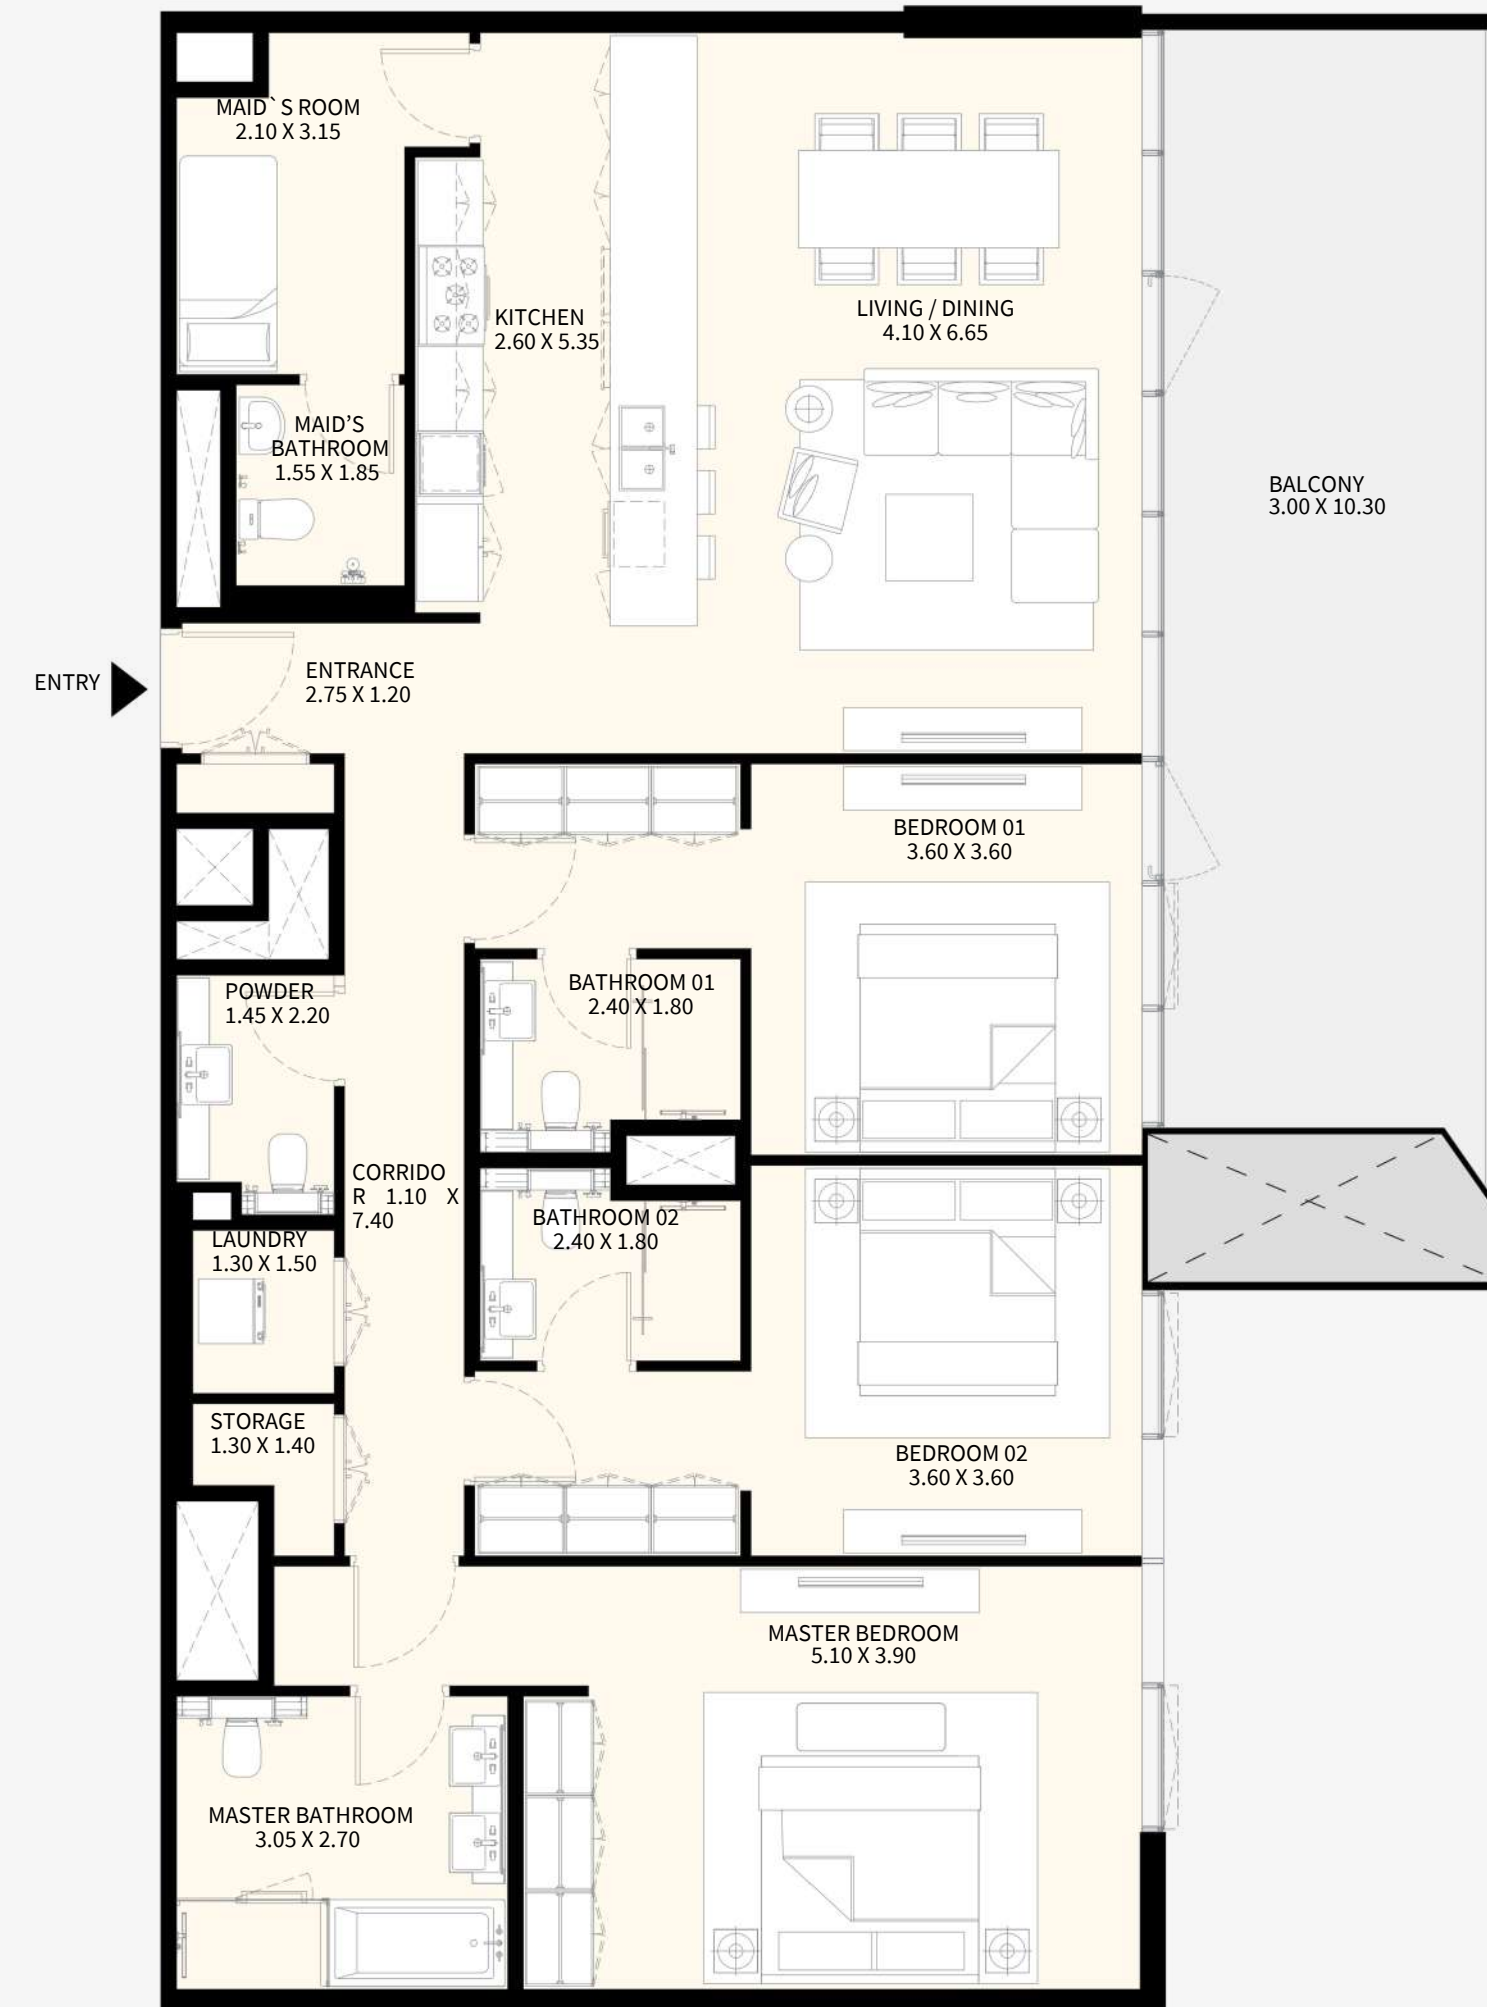 MAID`S ROOM
2.10 X 3.15
KITCHEN
2.60 X 5.35
LIVING / DINING
4.10 X 6.65
MAID’S
BATHROOM
1.55 X 1.85
BALCONY
3.00 X 10.30
ENTRY
ENTRANCE
2.75 X 1.20
BEDROOM 01
3.60 X 3.60
BATHROOM 01
2.40 X 1.80
POWDER
1.45 X 2.20
CORRIDO
R 1.10 X
7.40
BATHROOM 02
2.40 X 1.80
LAUNDRY
1.30 X 1.50
STORAGE
1.30 X 1.40
BEDROOM 02
3.60 X 3.60
MASTER BEDROOM
5.10 X 3.90
MASTER BATHROOM
3.05 X 2.70